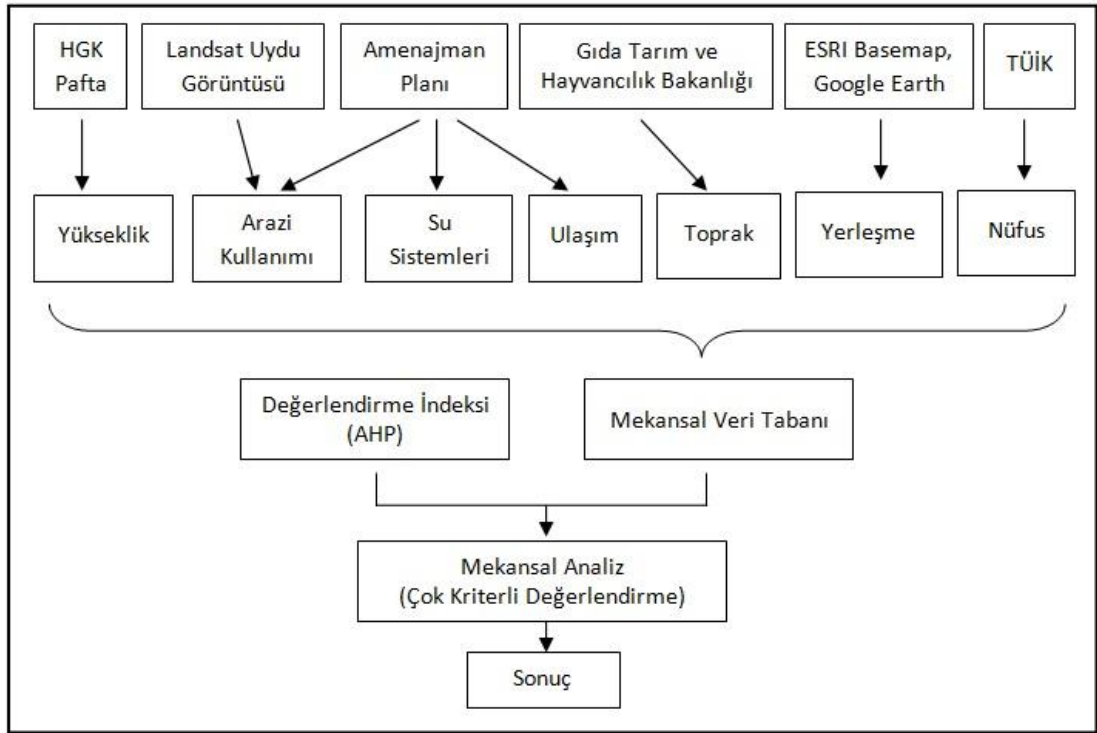 HGK
Pafta
Landsat Uydu
Görüntüsü
Amenajman
Planı
Gıda Tarım ve
Hayvancılık Bakanlığı
ESRI Basemap,
Google Earth
TÜİK
Yükseklik
Arazi
Kullanımı
Su
Sistemleri
Ulaşım
Toprak
Yerleşme
Nüfus
Değerlendirme İndeksi
(AHP)
Mekansal Veri Tabanı
Mekansal Analiz
(Çok Kriterli Değerlendirme)
Sonuç